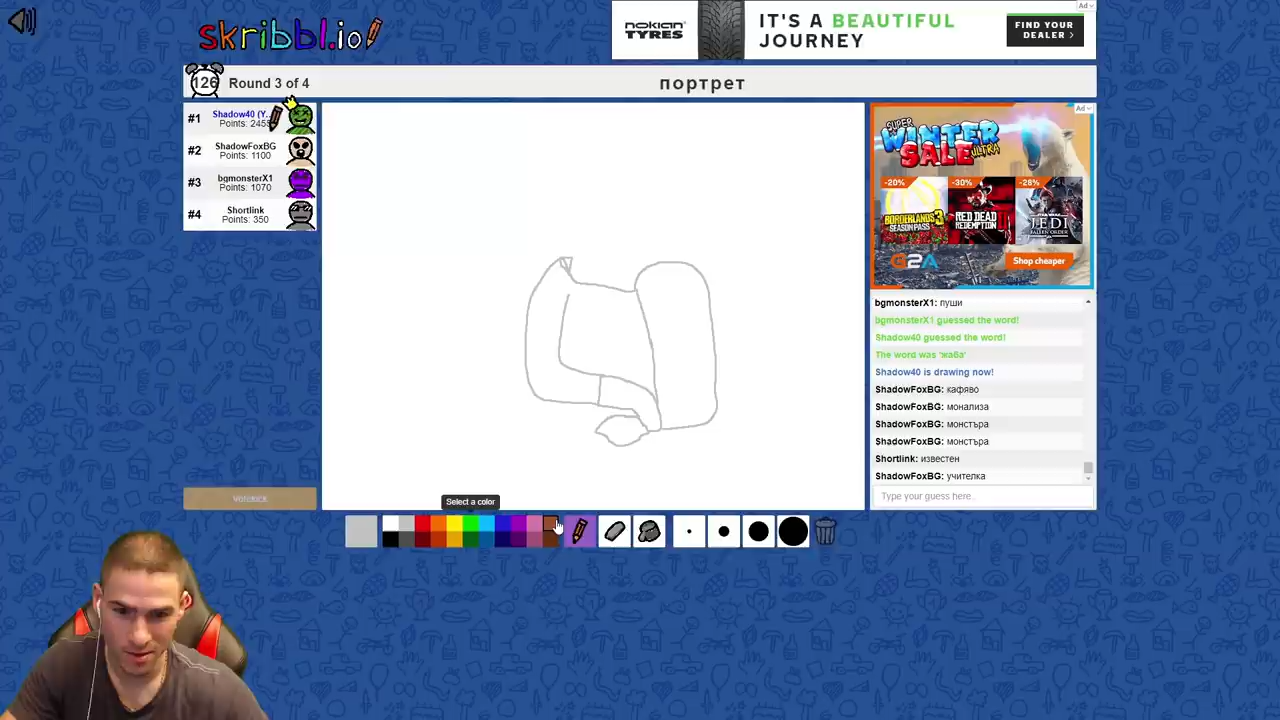 skribbl.io
NOKIAN TYRES
IT'S A BEAUTIFUL JOURNEY
FIND YOUR DEALER >
Ad
126
Round 3 of 4
портрет
#1
Shadow40 (Y...
Points: 2455
#2
ShadowFoxBG
Points: 1100
#3
bgmonsterX1
Points: 1070
#4
Shortlink
Points: 350
Ad
SUPER
WINTER
SALE ULTRA
-20%
-30%
-28%
BORDERLANDS 3
SEASON PASS
RED DEAD
REDEMPTION II
JEDI
FALLEN ORDER
G2A
Shop cheaper
bgmonsterX1: пуши
bgmonsterX1 guessed the word!
Shadow40 guessed the word!
The word was 'жаба'
Shadow40 is drawing now!
ShadowFoxBG: кафяво
ShadowFoxBG: монализа
ShadowFoxBG: монстъра
ShadowFoxBG: монстъра
Shortlink: известен
ShadowFoxBG: учителка
Type your guess here...
Votekick
Select a color